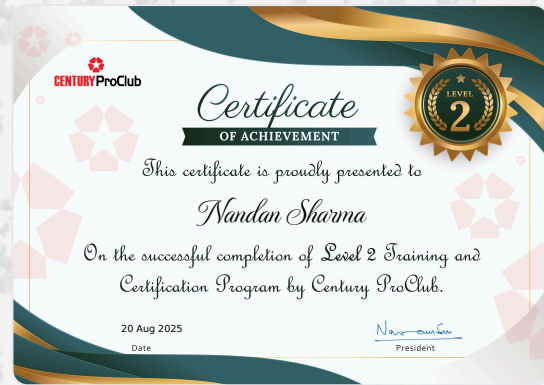 CENTURY ProClub
LEVEL
2
Certificate
OF ACHIEVEMENT
This certificate is proudly presented to
Nandan Sharma
On the successful completion of Level 2 Training and
Certification Program by Century ProClub.
20 Aug 2025
Date
President